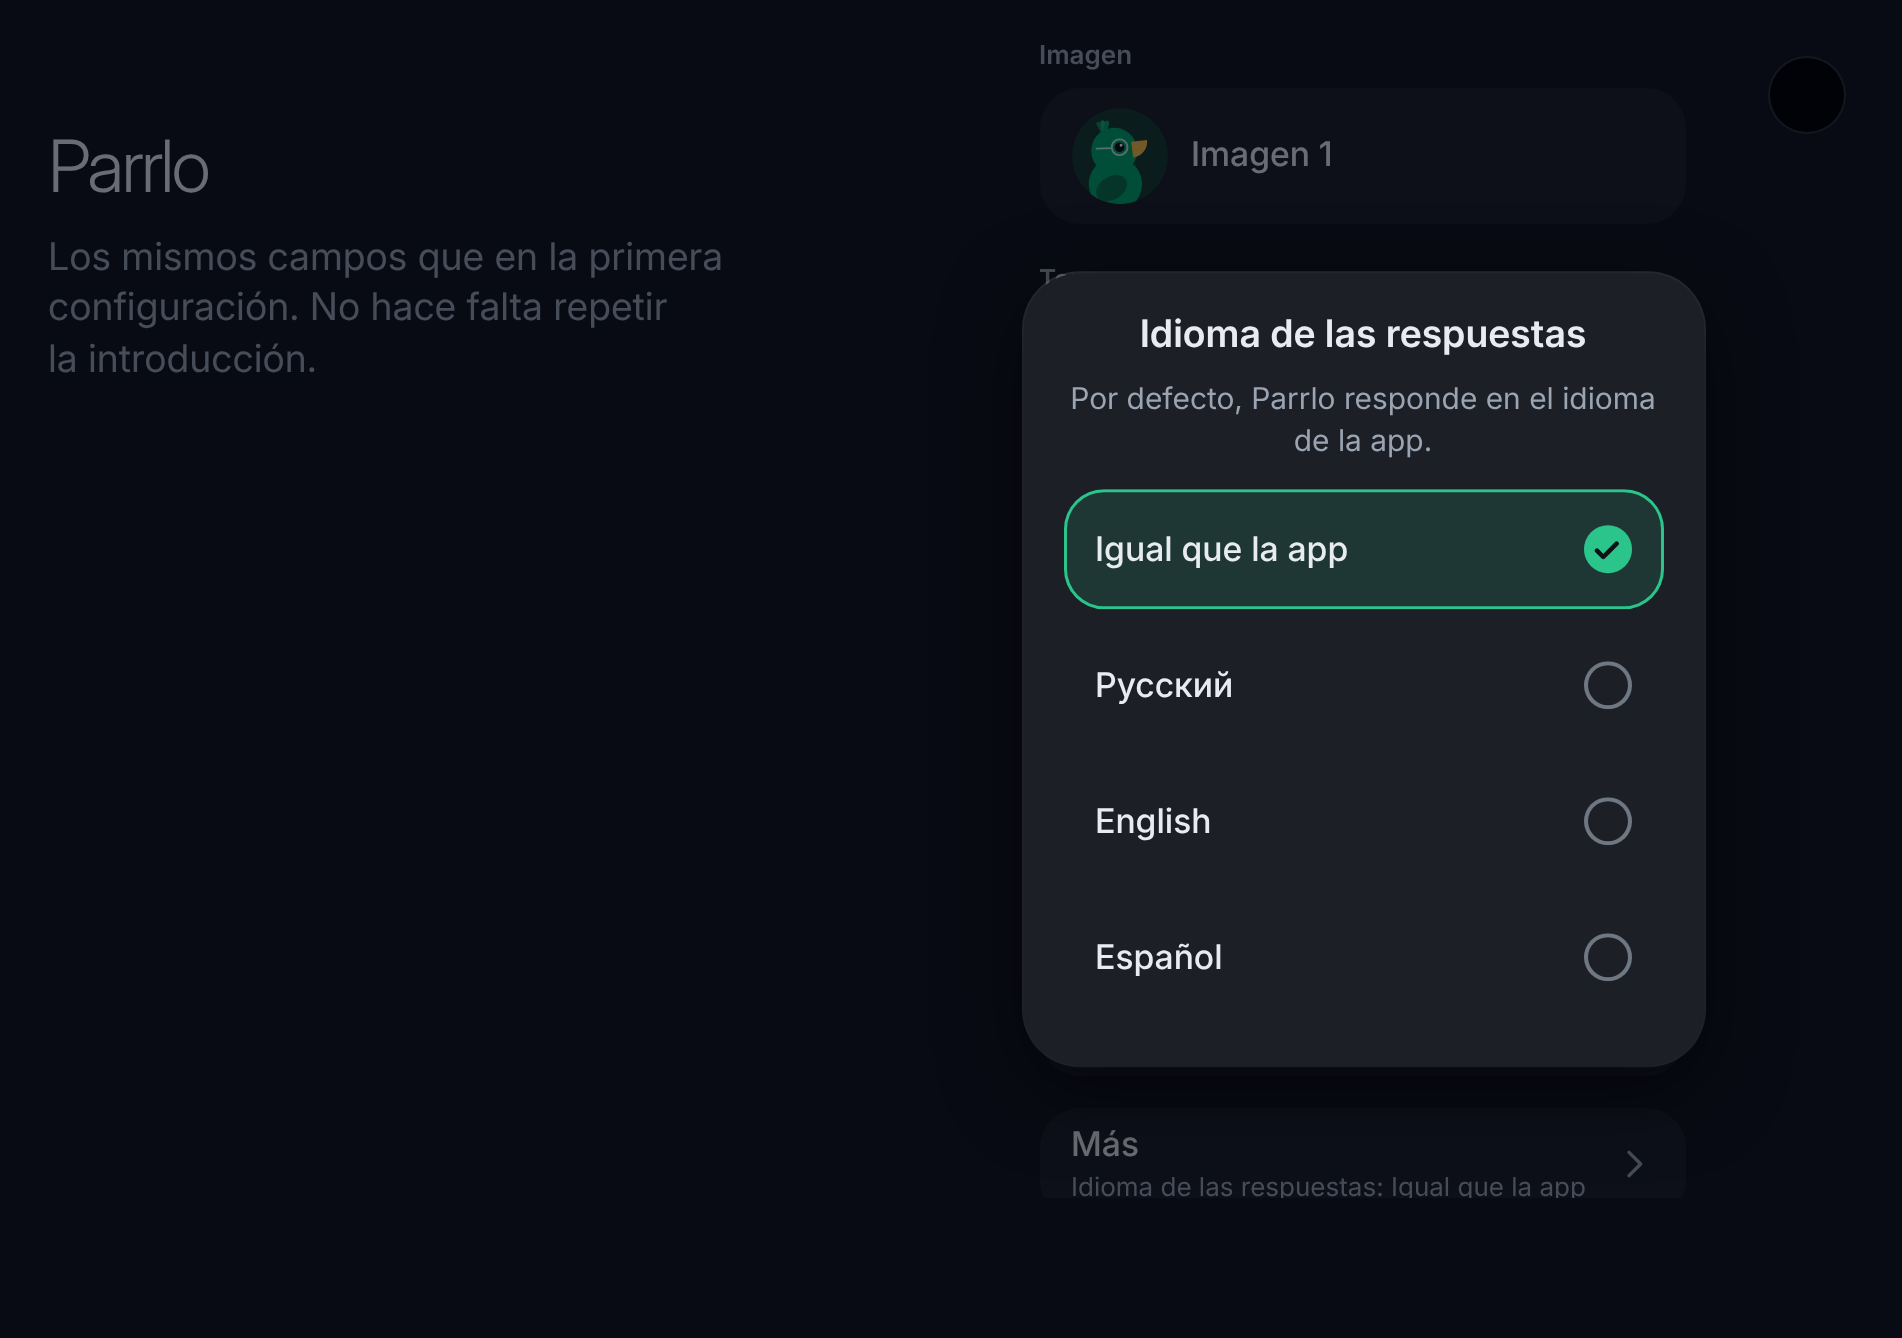 Parrlo
Los mismos campos que en la primera
configuración. No hace falta repetir
la introducción.
Imagen
Imagen 1
Idioma de las respuestas
Por defecto, Parrlo responde en el idioma
de la app.
Igual que la app
Русский
English
Español
Más
Idioma de las respuestas: Igual que la app